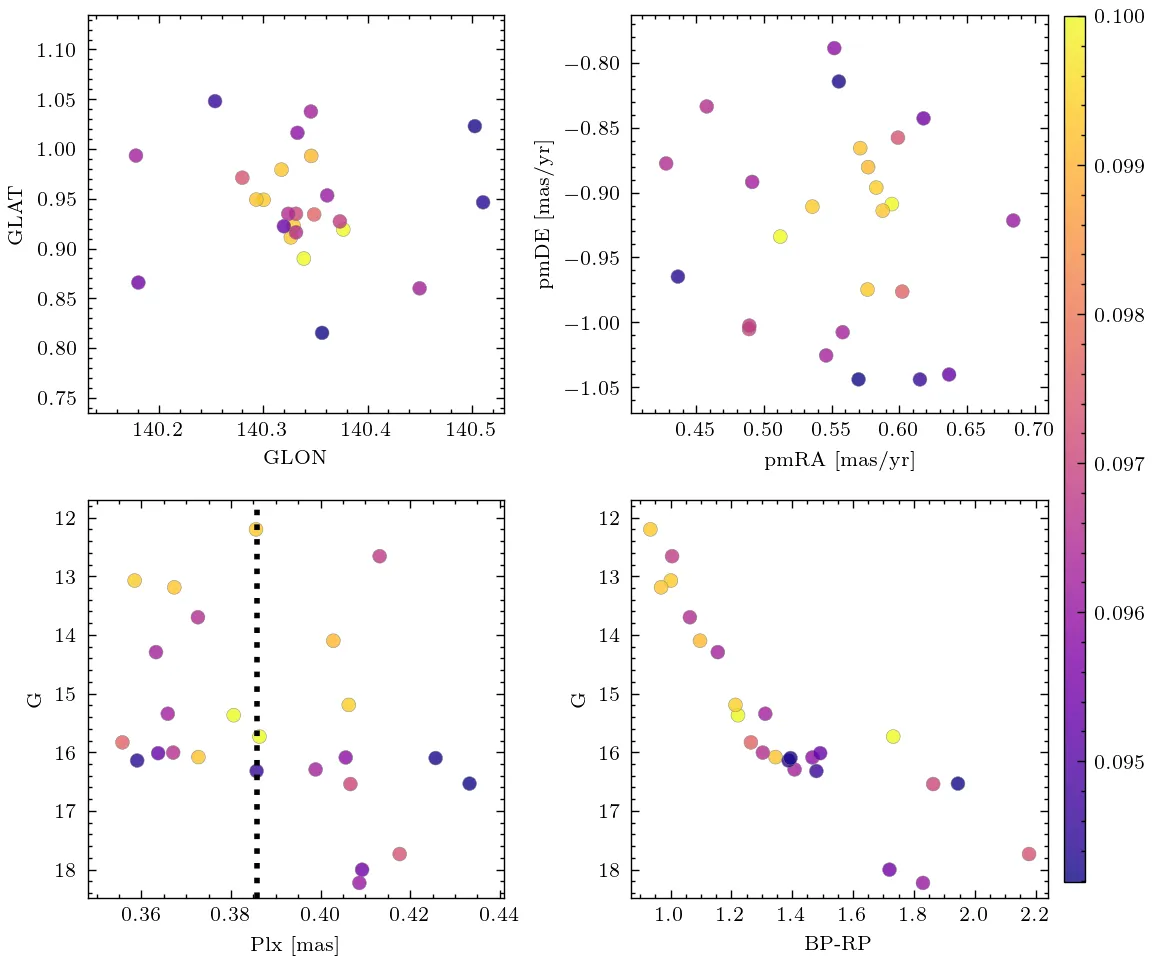 1.10
1.05
1.00
0.95
0.90
0.85
0.80
0.75
GLAT
140.2 140.3 140.4 140.5
GLON
−0.80
−0.85
−0.90
−0.95
−1.00
−1.05
pmDE [mas/yr]
0.45 0.50 0.55 0.60 0.65 0.70
pmRA [mas/yr]
0.100
0.099
0.098
0.097
0.096
0.095
12
13
14
15
16
17
18
G
0.36 0.38 0.40 0.42 0.44
Plx [mas]
12
13
14
15
16
17
18
G
1.0 1.2 1.4 1.6 1.8 2.0 2.2
BP-RP